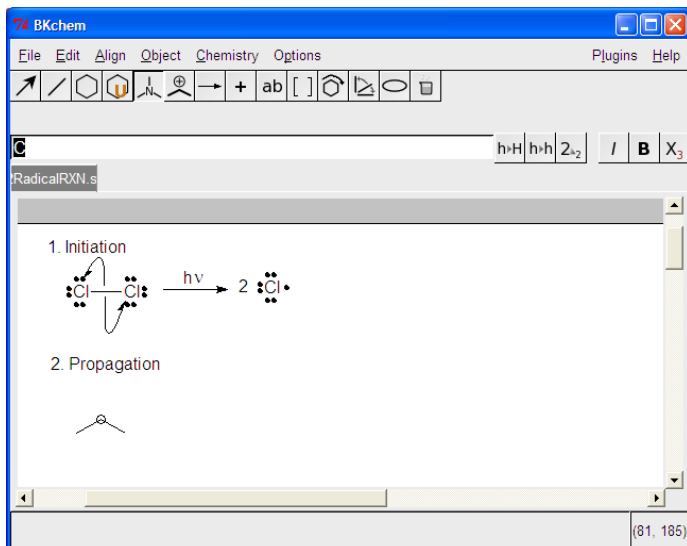 BKchem
File Edit Align Object Chemistry Options Plugins Help
U N ab [ ]
C h▸H h▸h I B X3
RadicalRXN.s
1. Initiation
Cl Cl hν 2 Cl
2. Propagation
(81, 185)